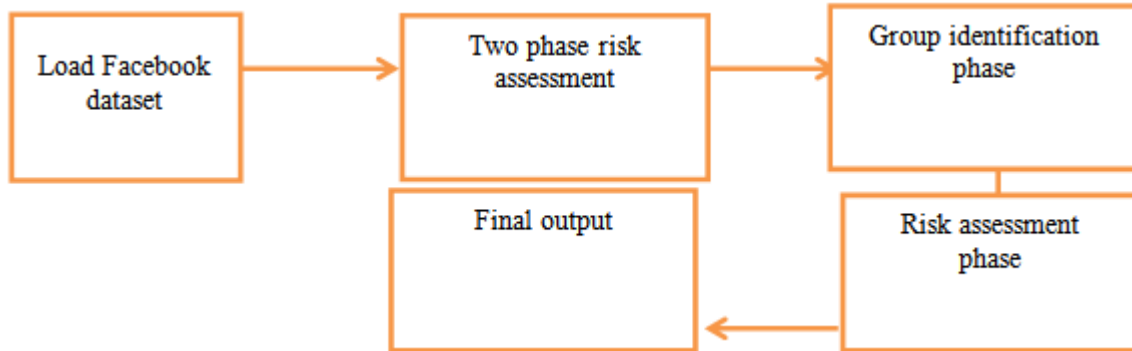 Load Facebook
dataset
Two phase risk
assessment
Group identification
phase
Risk assessment
phase
Final output